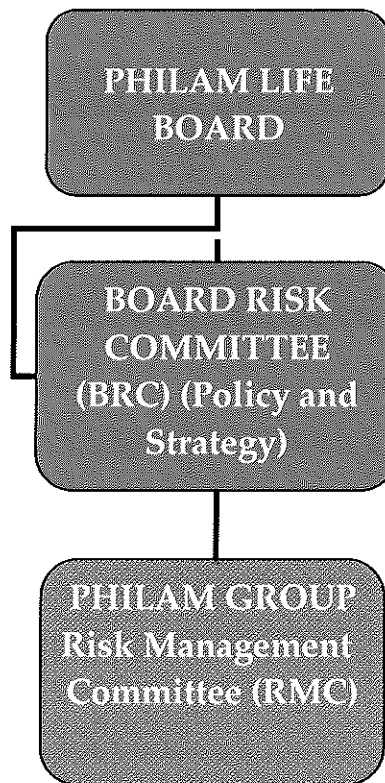 PHILAM LIFE
BOARD
BOARD RISK
COMMITTEE
(BRC) (Policy and
Strategy)
PHILAM GROUP
Risk Management
Committee (RMC)